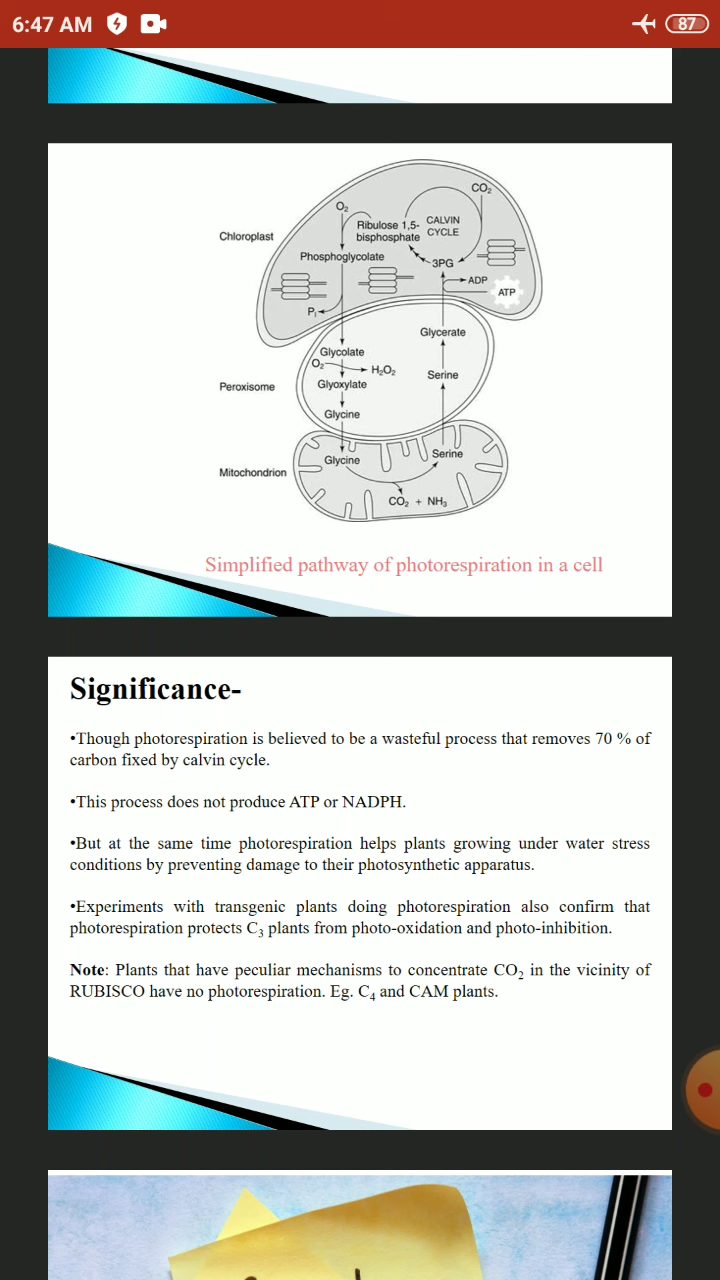 6:47 AM
87
O₂
CO₂
Ribulose 1,5-
bisphosphate
CALVIN
CYCLE
Chloroplast
Phosphoglycolate
3PG
ADP
ATP
Pᵢ
Glycerate
Glycolate
O₂
H₂O₂
Serine
Peroxisome
Glyoxylate
Glycine
Glycine
Serine
Mitochondrion
CO₂ + NH₃
Simplified pathway of photorespiration in a cell
Significance-
•Though photorespiration is believed to be a wasteful process that removes 70 % of
carbon fixed by calvin cycle.
•This process does not produce ATP or NADPH.
•But at the same time photorespiration helps plants growing under water stress
conditions by preventing damage to their photosynthetic apparatus.
•Experiments with transgenic plants doing photorespiration also confirm that
photorespiration protects C₃ plants from photo-oxidation and photo-inhibition.
Note: Plants that have peculiar mechanisms to concentrate CO₂ in the vicinity of
RUBISCO have no photorespiration. Eg. C₄ and CAM plants.